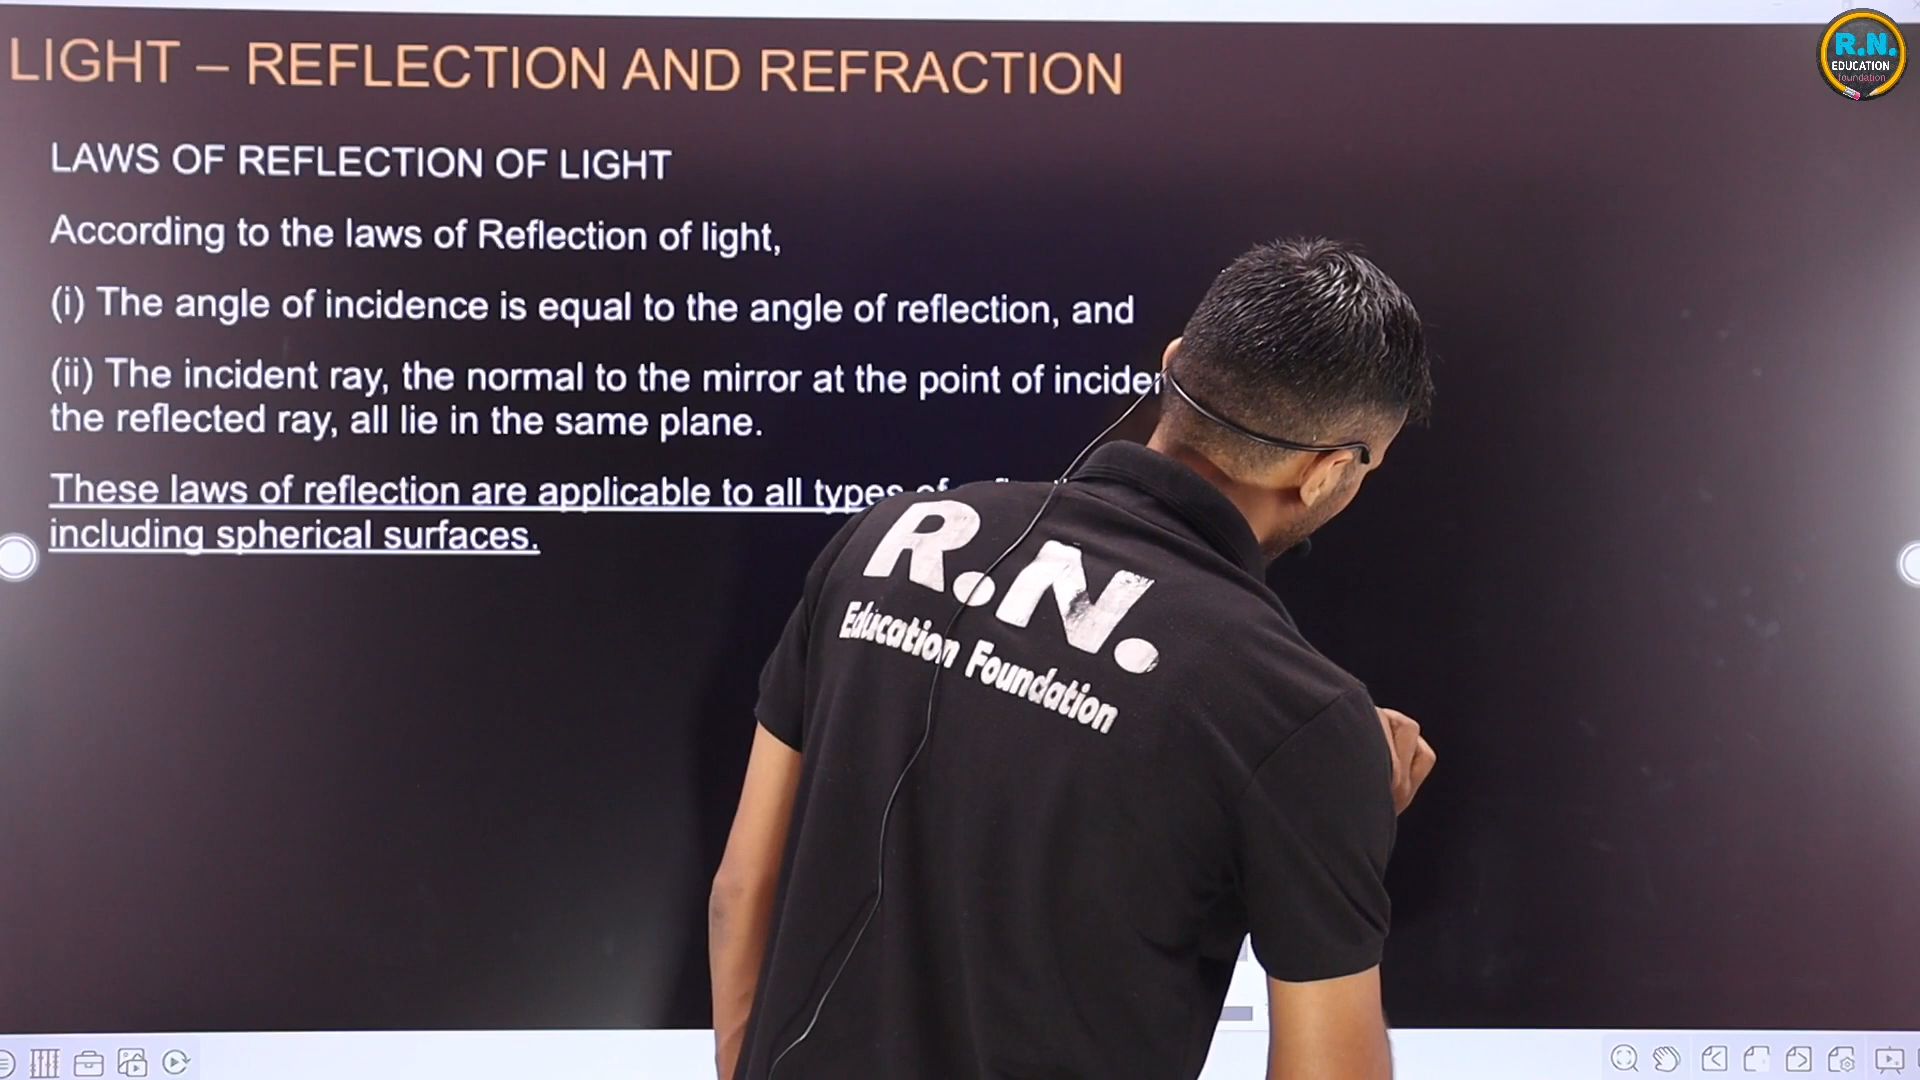 LIGHT – REFLECTION AND REFRACTION
R.N.
EDUCATION
foundation
LAWS OF REFLECTION OF LIGHT
According to the laws of Reflection of light,
(i) The angle of incidence is equal to the angle of reflection, and
(ii) The incident ray, the normal to the mirror at the point of
the reflected ray, all lie in the same plane.
These laws of reflection are applicable to all types of
including spherical surfaces.
R.N.
Education Foundation